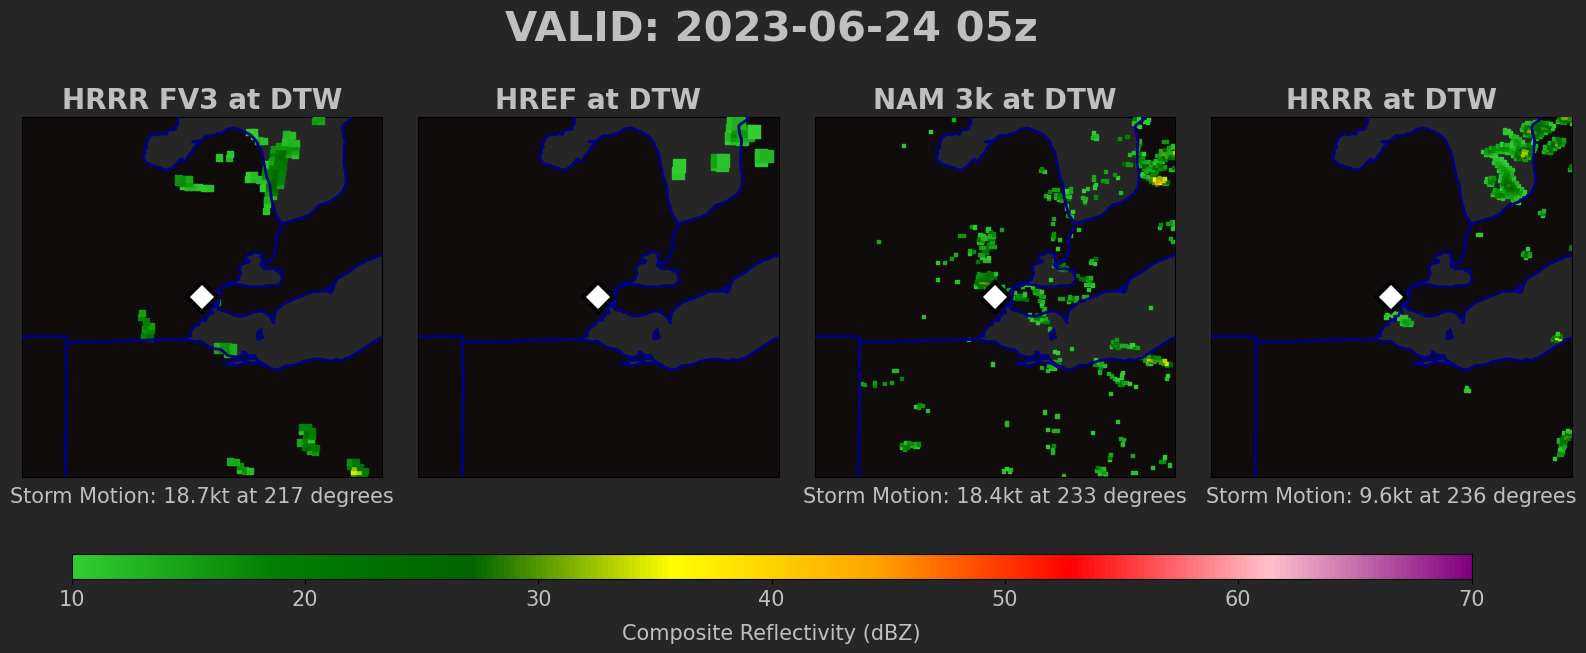 VALID: 2023-06-24 05z
HRRR FV3 at DTW
HREF at DTW
NAM 3k at DTW
HRRR at DTW
Storm Motion: 18.7kt at 217 degrees
Storm Motion: 18.4kt at 233 degrees
Storm Motion: 9.6kt at 236 degrees
10 20 30 40 50 60 70
Composite Reflectivity (dBZ)